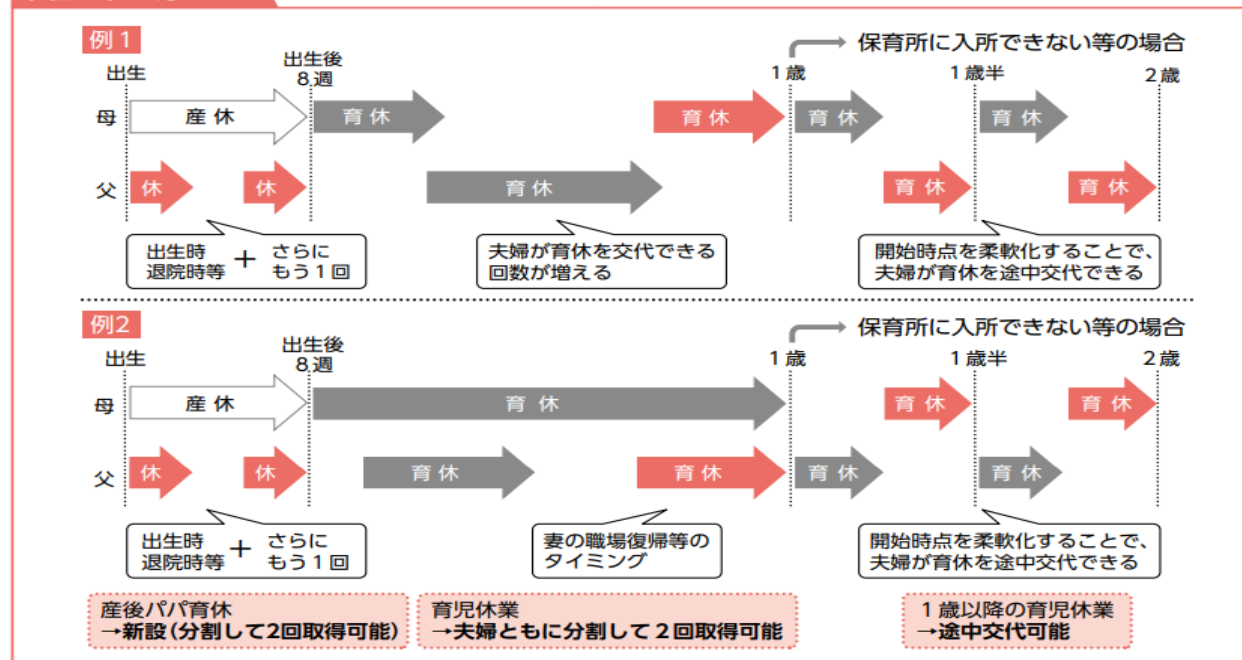 例1
保育所に入所できない等の場合
出生
出生後
8週
1歳
1歳半
2歳
母
産休
育休
育休
育休
育休
父
休
休
育休
育休
育休
出生時
退院時等
+
さらに
もう1回
夫婦が育休を交代できる
回数が増える
開始時点を柔軟化することで、
夫婦が育休を途中交代できる
例2
保育所に入所できない等の場合
出生
出生後
8週
1歳
1歳半
2歳
母
産休
育休
育休
育休
父
休
休
育休
育休
育休
育休
出生時
退院時等
+
さらに
もう1回
妻の職場復帰等の
タイミング
開始時点を柔軟化することで、
夫婦が育休を途中交代できる
産後パパ育休
→新設(分割して2回取得可能)
育児休業
→夫婦ともに分割して2回取得可能
1歳以降の育児休業
→途中交代可能